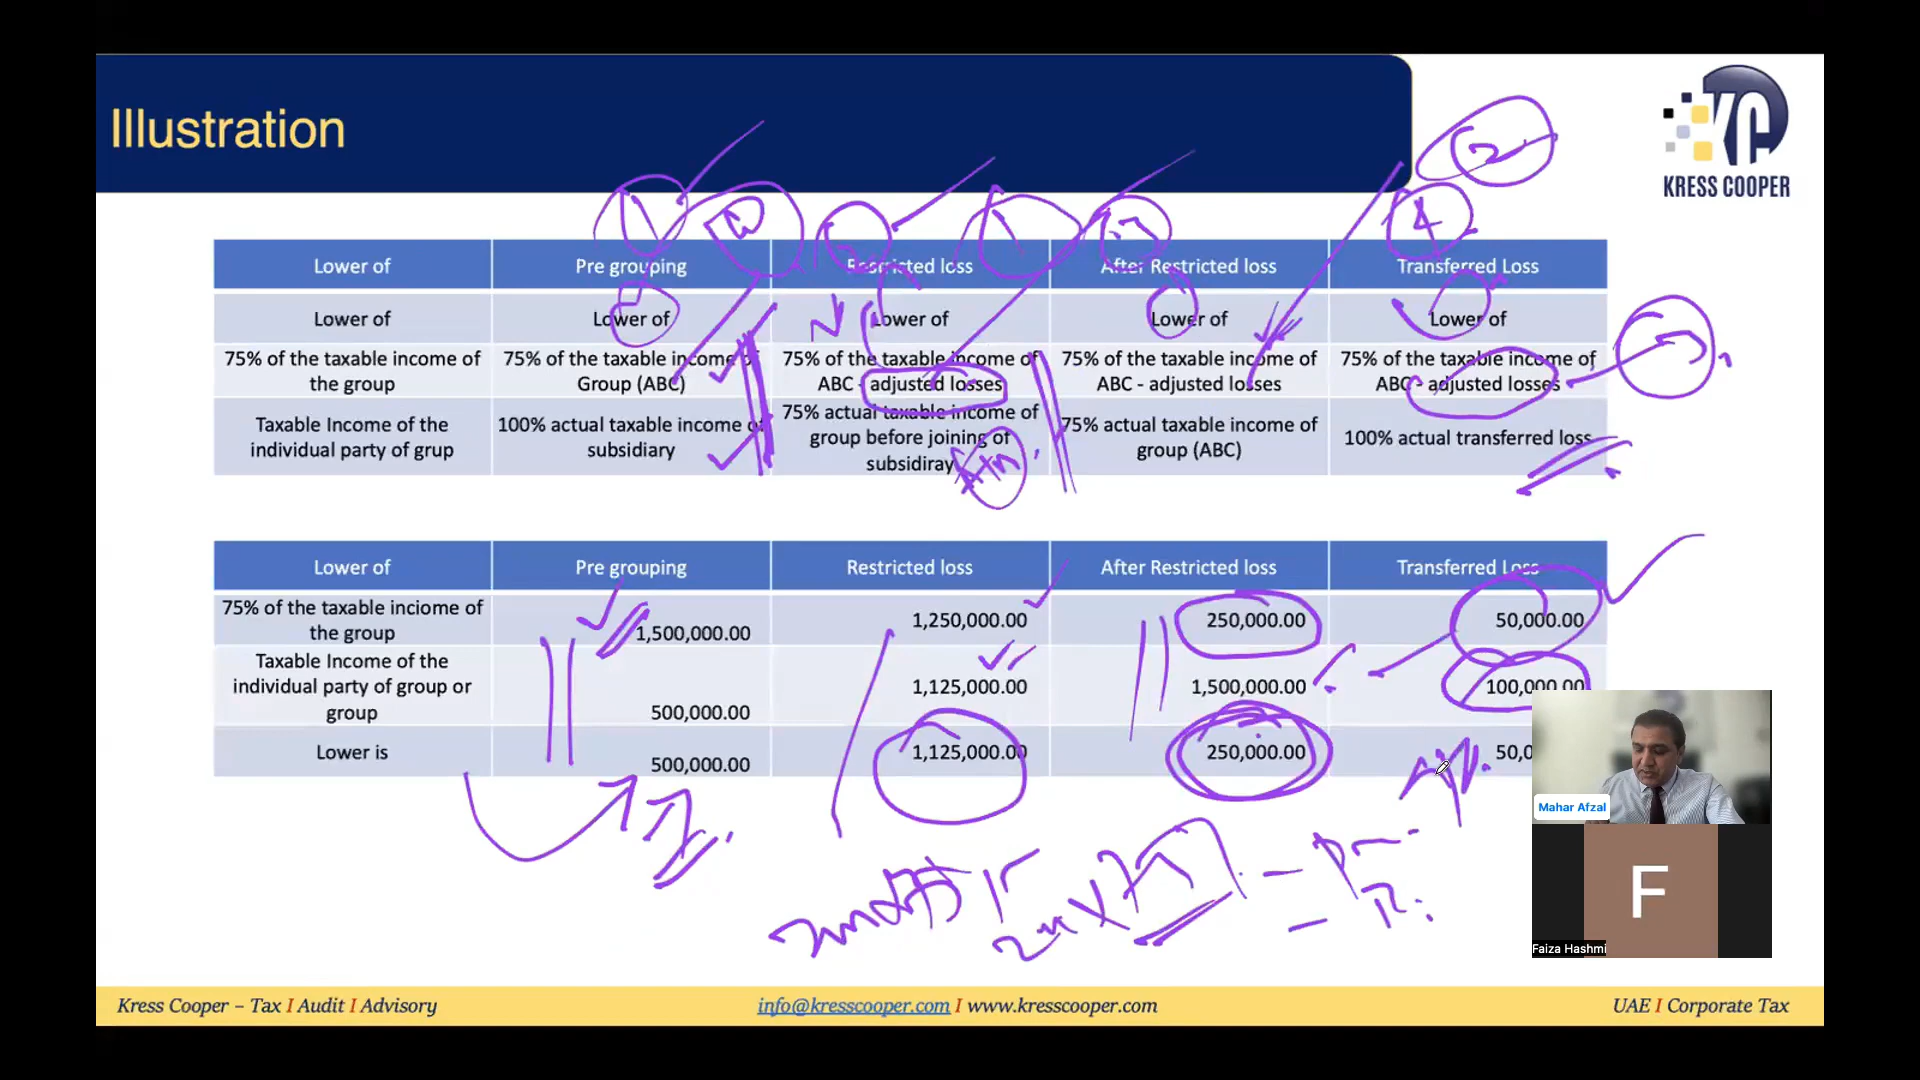 Illustration
KRESS COOPER
Lower of Pre grouping Restricted loss After Restricted loss Transferred Loss
Lower of Lower of Lower of Lower of Lower of
75% of the taxable income of the group
75% of the taxable income of Group (ABC)
75% of the taxable income of ABC - adjusted losses
75% of the taxable income of ABC - adjusted losses
75% of the taxable income of ABC - adjusted losses
Taxable Income of the individual party of grup
100% actual taxable income of subsidiary
75% actual taxable income of group before joining of subsidiray
75% actual taxable income of group (ABC)
100% actual transferred loss
Lower of Pre grouping Restricted loss After Restricted loss Transferred Loss
75% of the taxable inciome of the group
1,500,000.00 1,250,000.00 250,000.00 50,000.00
Taxable Income of the individual party of group or group
500,000.00 1,125,000.00 1,500,000.00 100,000.00
Lower is 500,000.00 1,125,000.00 250,000.00 50,0
Mahar Afzal
F
Faiza Hashmi
Kress Cooper – Tax I Audit I Advisory
info@kresscooper.com I www.kresscooper.com
UAE I Corporate Tax